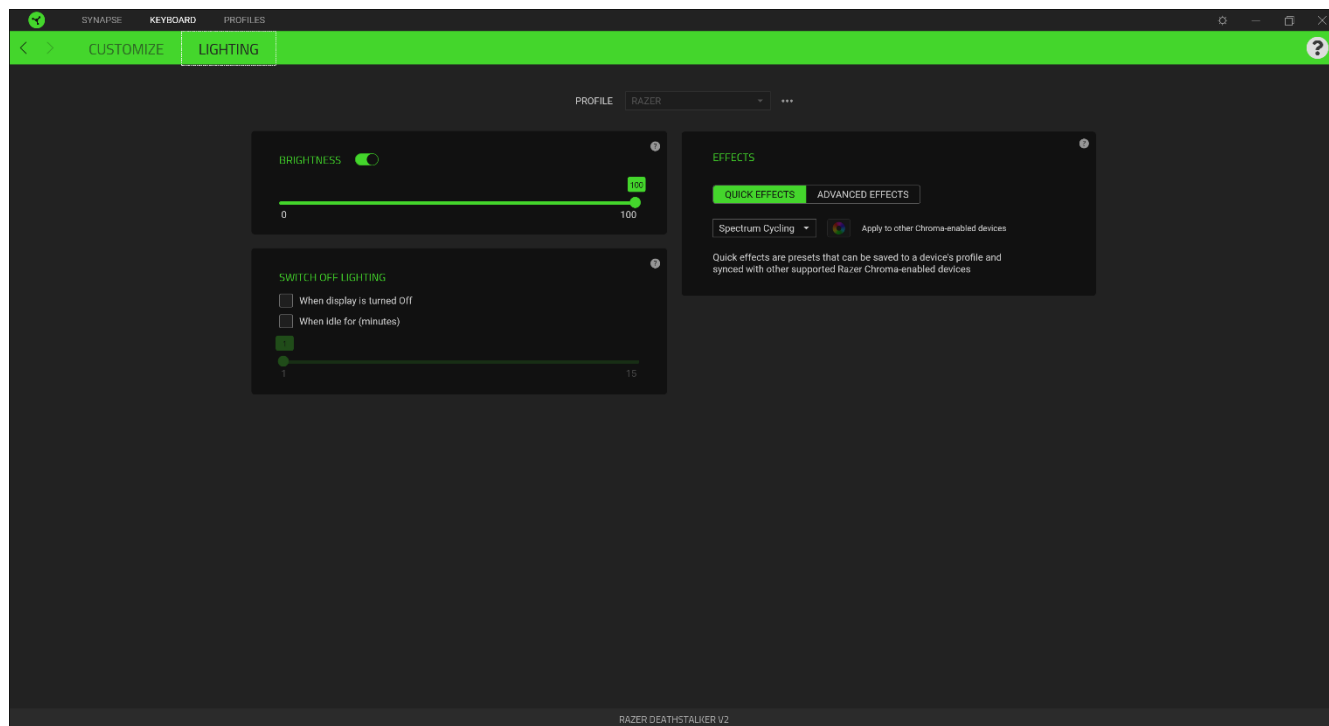 SYNAPSE KEYBOARD PROFILES
CUSTOMIZE LIGHTING
?
PROFILE RAZER
BRIGHTNESS
?
100
0 100
SWITCH OFF LIGHTING
?
When display is turned Off
When idle for (minutes)
1
1 15
EFFECTS
?
QUICK EFFECTS ADVANCED EFFECTS
Spectrum Cycling Apply to other Chroma-enabled devices
Quick effects are presets that can be saved to a device's profile and
synced with other supported Razer Chroma-enabled devices
RAZER DEATHSTALKER V2